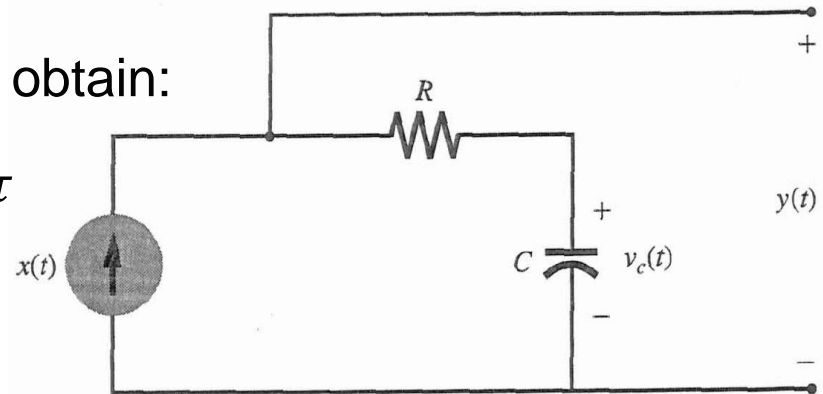 obtain:
R
τ
+
y(t)
x(t)
+
C
v_c(t)
−
−